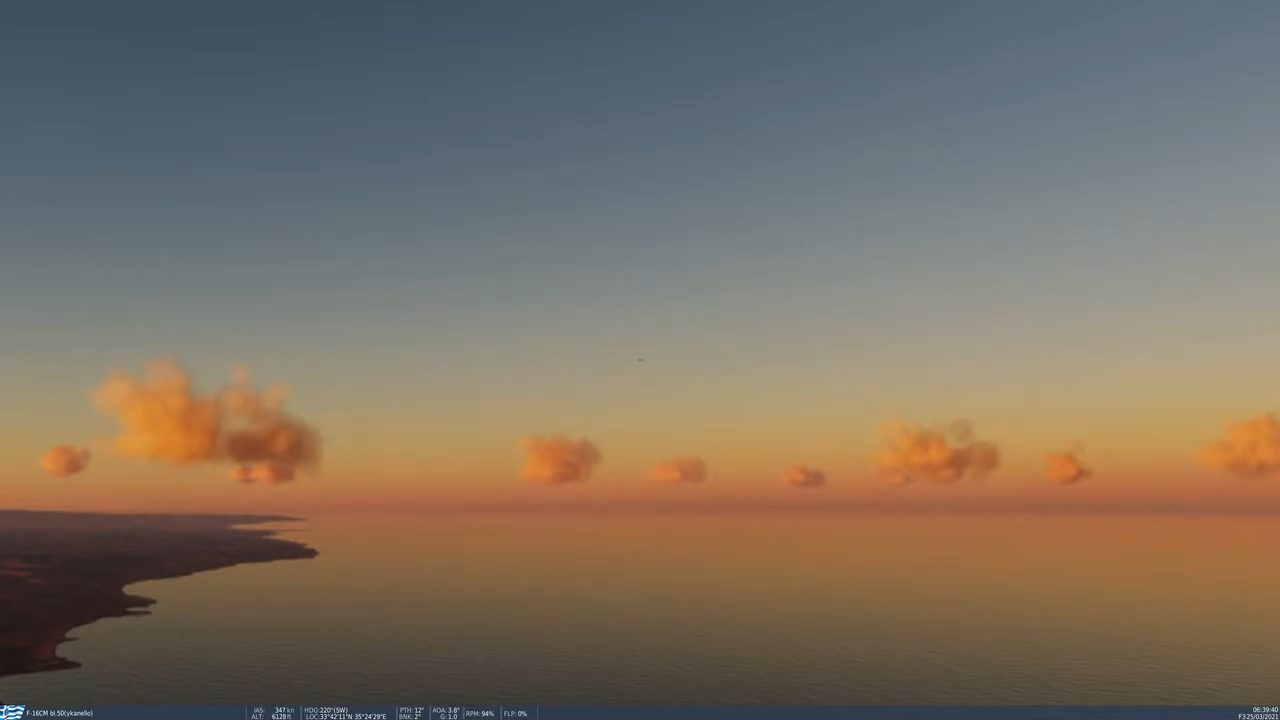 F-16CM bl.50(ykanello)
IAS: 347 kn
ALT: 6128 ft
HDG: 220°(SW)
LOC: 33°42'11"N 35°24'29"E
PTH: 12°
BNK: 2°
AOA: 3.8°
G: 1.0
RPM: 94%
FLP: 0%
06:39:40
F3 25/03/2021